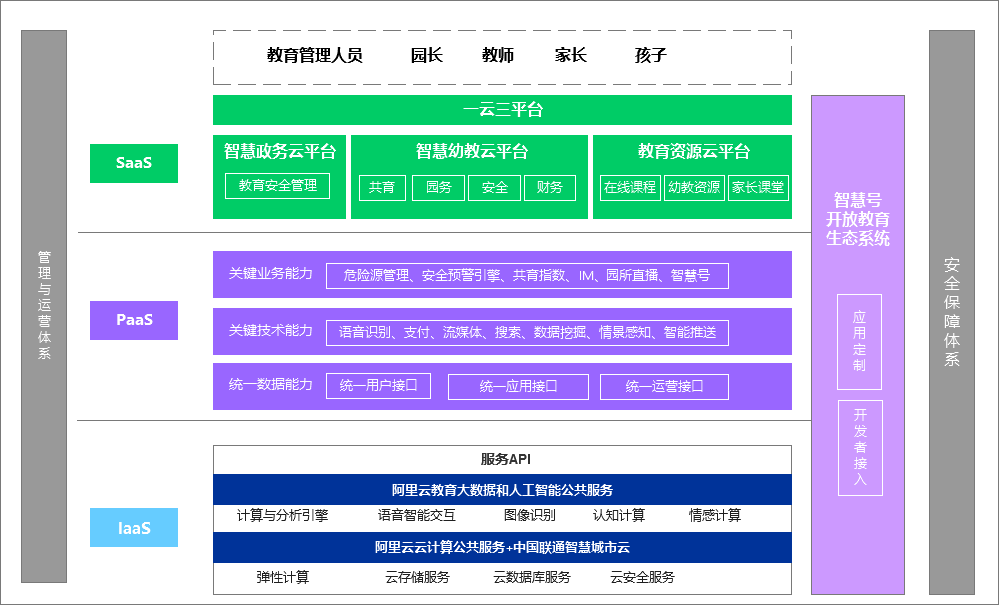 教育管理人员 园长 教师 家长 孩子
一云三平台
SaaS
智慧政务云平台
教育安全管理
智慧幼教云平台
共育 园务 安全 财务
教育资源云平台
在线课程 幼教资源 家长课堂
管理与运营体系
PaaS
关键业务能力
危险源管理、安全预警引擎、共育指数、IM、园所直播、智慧号
关键技术能力
语音识别、支付、流媒体、搜索、数据挖掘、情景感知、智能推送
统一数据能力
统一用户接口 统一应用接口 统一运营接口
IaaS
服务API
阿里云教育大数据和人工智能公共服务
计算与分析引擎 语音智能交互 图像识别 认知计算 情感计算
阿里云云计算公共服务+中国联通智慧城市云
弹性计算 云存储服务 云数据库服务 云安全服务
智慧号
开放教育
生态系统
应用定制
开发者接入
安全保障体系